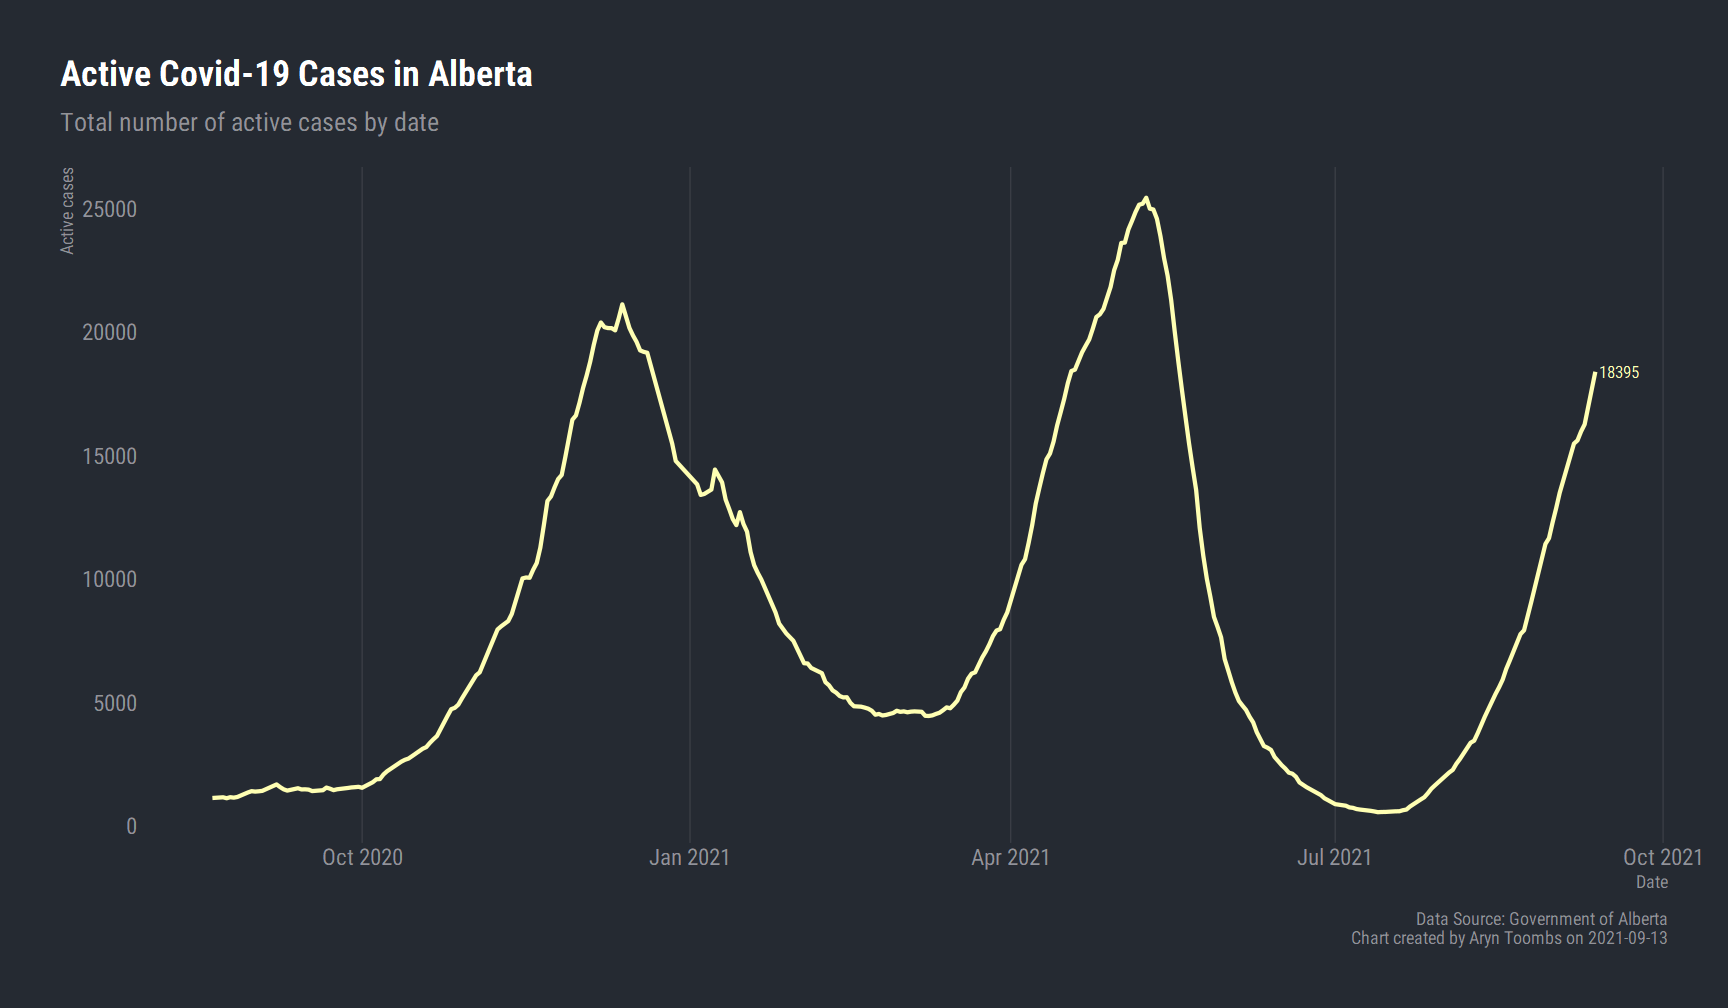 Active Covid-19 Cases in Alberta
Total number of active cases by date
Active cases
25000
20000
15000
10000
5000
0
18395
Oct 2020
Jan 2021
Apr 2021
Jul 2021
Oct 2021
Date
Data Source: Government of Alberta
Chart created by Aryn Toombs on 2021-09-13